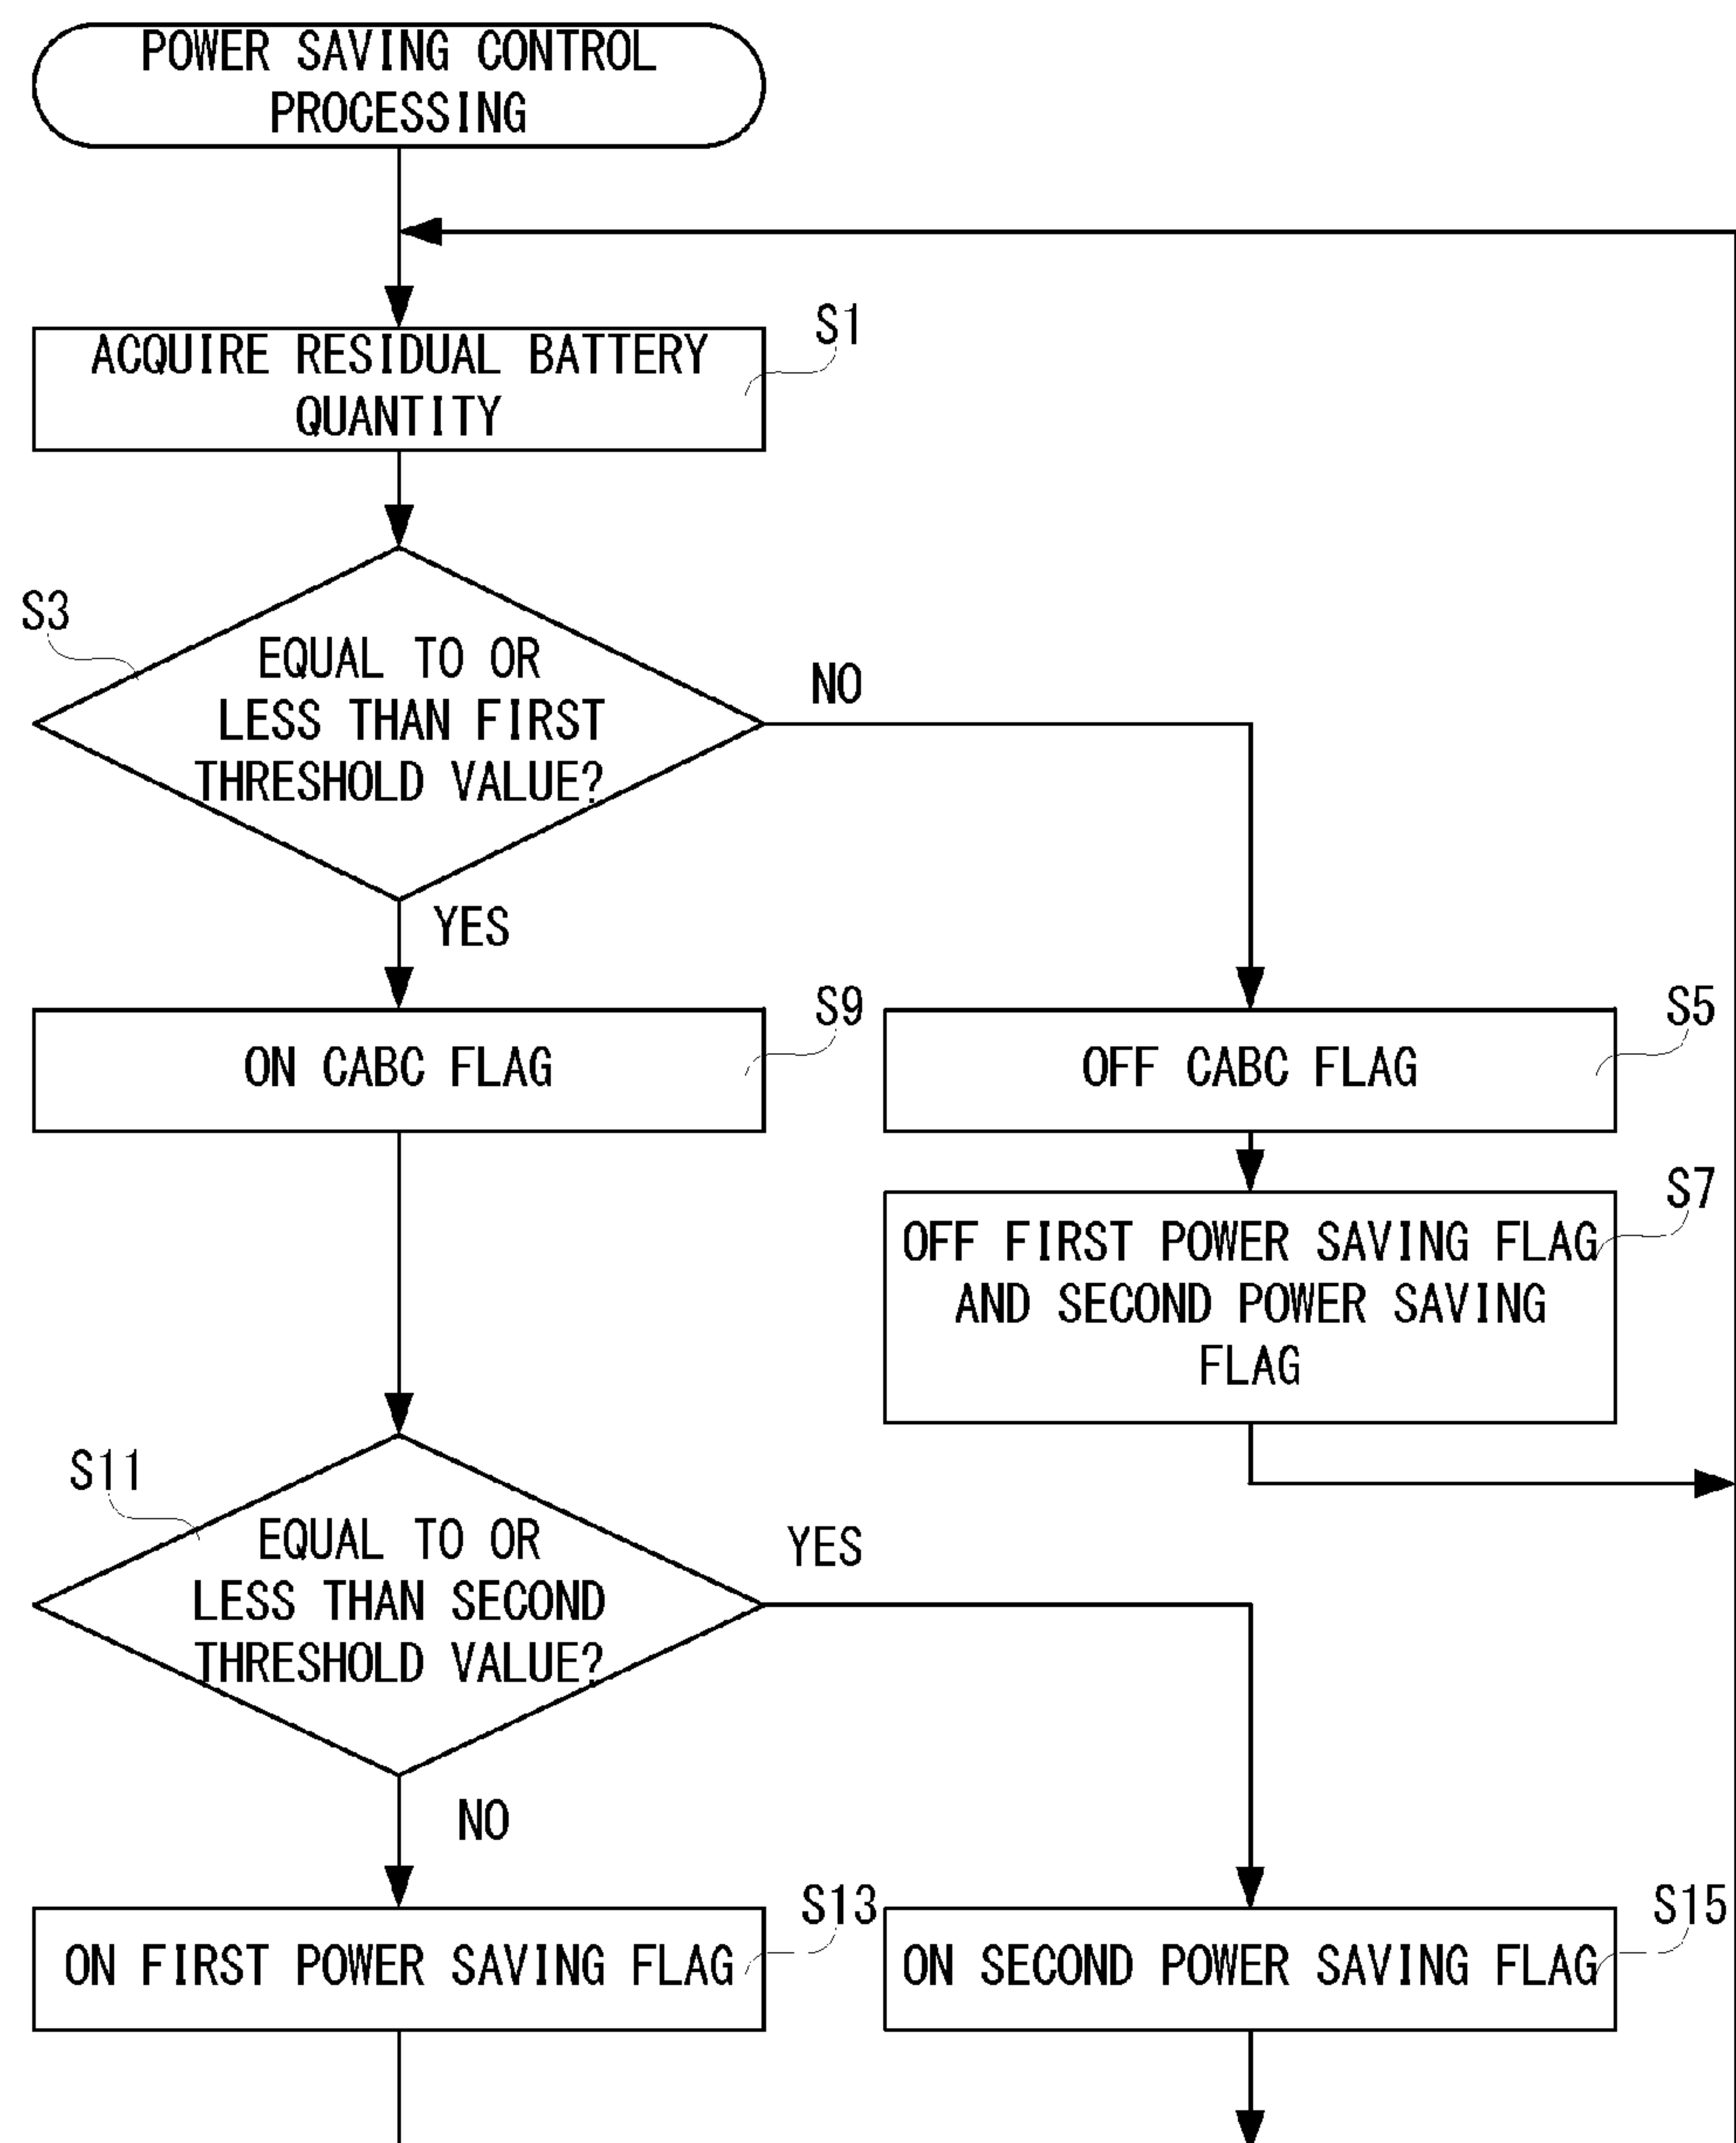 POWER SAVING CONTROL
PROCESSING
S1
ACQUIRE RESIDUAL BATTERY
QUANTITY
S3
EQUAL TO OR
LESS THAN FIRST
THRESHOLD VALUE?
NO
YES
S9
ON CABC FLAG
S5
OFF CABC FLAG
S7
OFF FIRST POWER SAVING FLAG
AND SECOND POWER SAVING
FLAG
S11
EQUAL TO OR
LESS THAN SECOND
THRESHOLD VALUE?
YES
NO
S13
ON FIRST POWER SAVING FLAG
S15
ON SECOND POWER SAVING FLAG